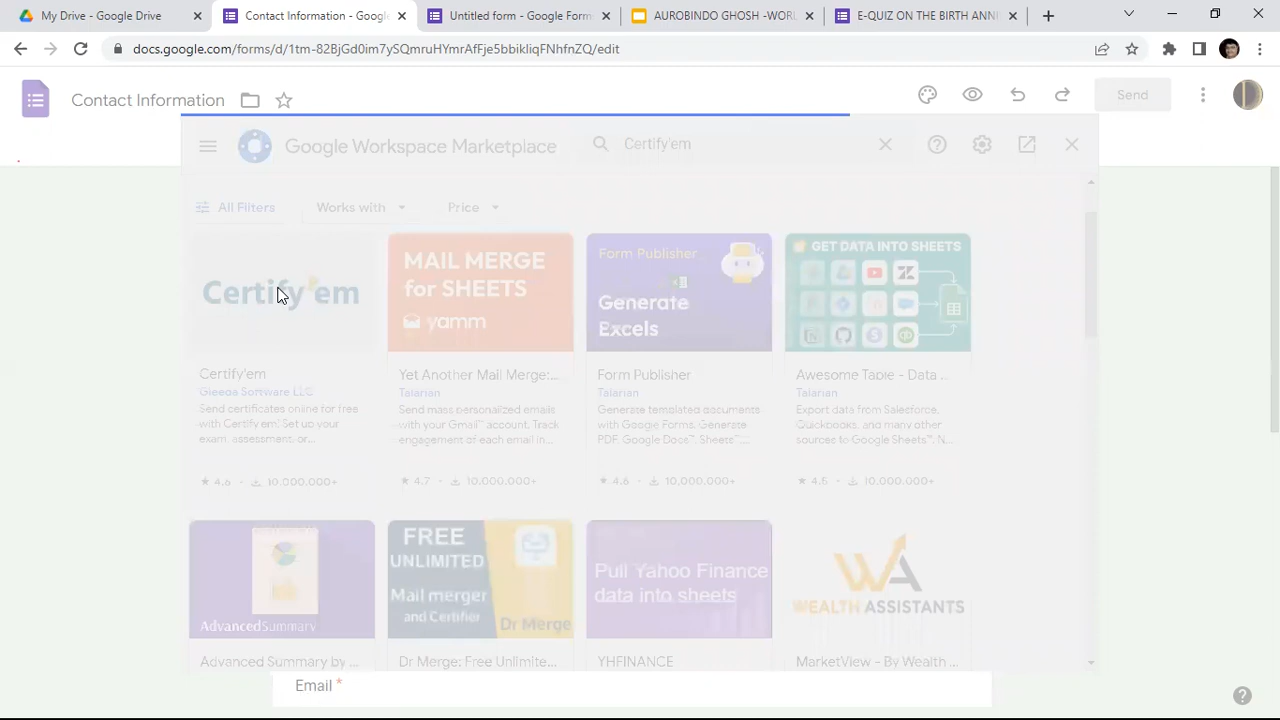 My Drive - Google Drive
Contact Information - Google
Untitled form - Google Form
AUROBINDO GHOSH -WORL
E-QUIZ ON THE BIRTH ANNI
docs.google.com/forms/d/1tm-82BjGd0im7ySQmruHYmrAfFje5bbikliqFNhfnZQ/edit
Contact Information
Send
Google Workspace Marketplace
Certify'em
All Filters
Works with
Price
Certify'em
MAIL MERGE
for SHEETS
yamm
Form Publisher
Generate
Excels
GET DATA INTO SHEETS
Certify'em
Gleeda Software LLC
Send certificates online for free
with Certify'em. Set up your
exam, assessment, or...
4.6 · 10,000,000+
Yet Another Mail Merge:...
Talarian
Send mass personalized emails
with your Gmail™ account. Track
engagement of each email in...
4.7 · 10,000,000+
Form Publisher
Talarian
Generate templated documents
with Google Forms. Generate
PDF, Google Doc™, Sheets™...
4.8 · 10,000,000+
Awesome Table - Data ...
Talarian
Export data from Salesforce,
Quickbooks, and many other
sources to Google Sheets™. N...
4.5 · 10,000,000+
AdvancedSummary
FREE
UNLIMITED
Mail merger
and Certifier
Dr Merge
Pull Yahoo Finance
data into sheets
WEALTH ASSISTANTS
Advanced Summary by ...
Dr Merge: Free Unlimite...
YHFINANCE
MarketView - By Wealth ...
Email *